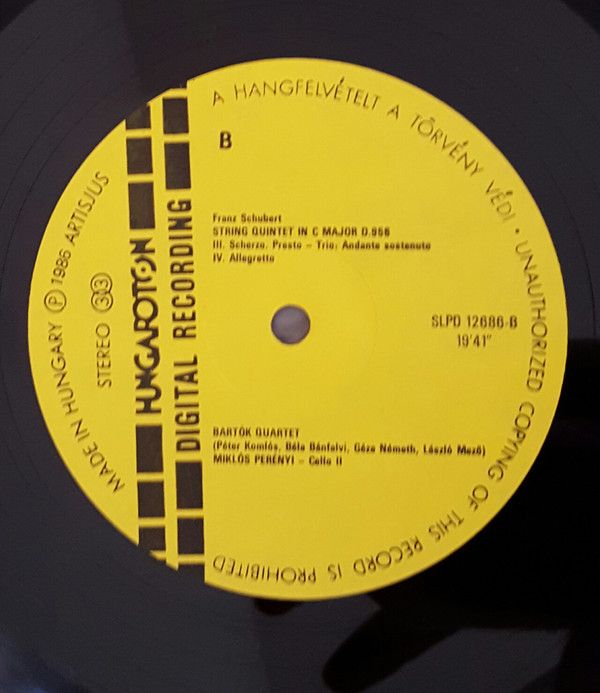 A HANGFELVÉTELT A TÖRVÉNY VÉDI • UNAUTHORIZED COPYING OF THIS RECORD IS PROHIBITED
MADE IN HUNGARY Ⓟ 1986 ARTISJUS
STEREO 33
HUNGAROTON
DIGITAL RECORDING
B
Franz Schubert
STRING QUINTET IN C MAJOR D.956
III. Scherzo. Presto – Trio: Andante sostenuto
IV. Allegretto
SLPD 12686-B
19'41"
BARTÓK QUARTET
(Péter Komlós, Béla Bánfalvi, Géza Németh, László Mező)
MIKLÓS PERÉNYI – Cello II